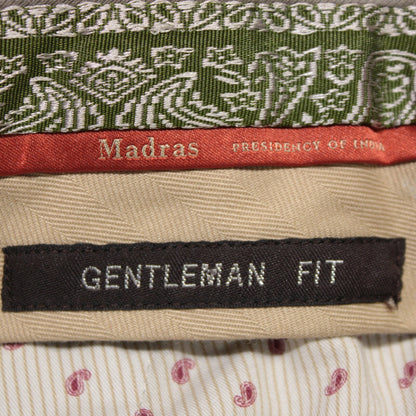 Madras PRESIDENCY OF INDIA
GENTLEMAN FIT